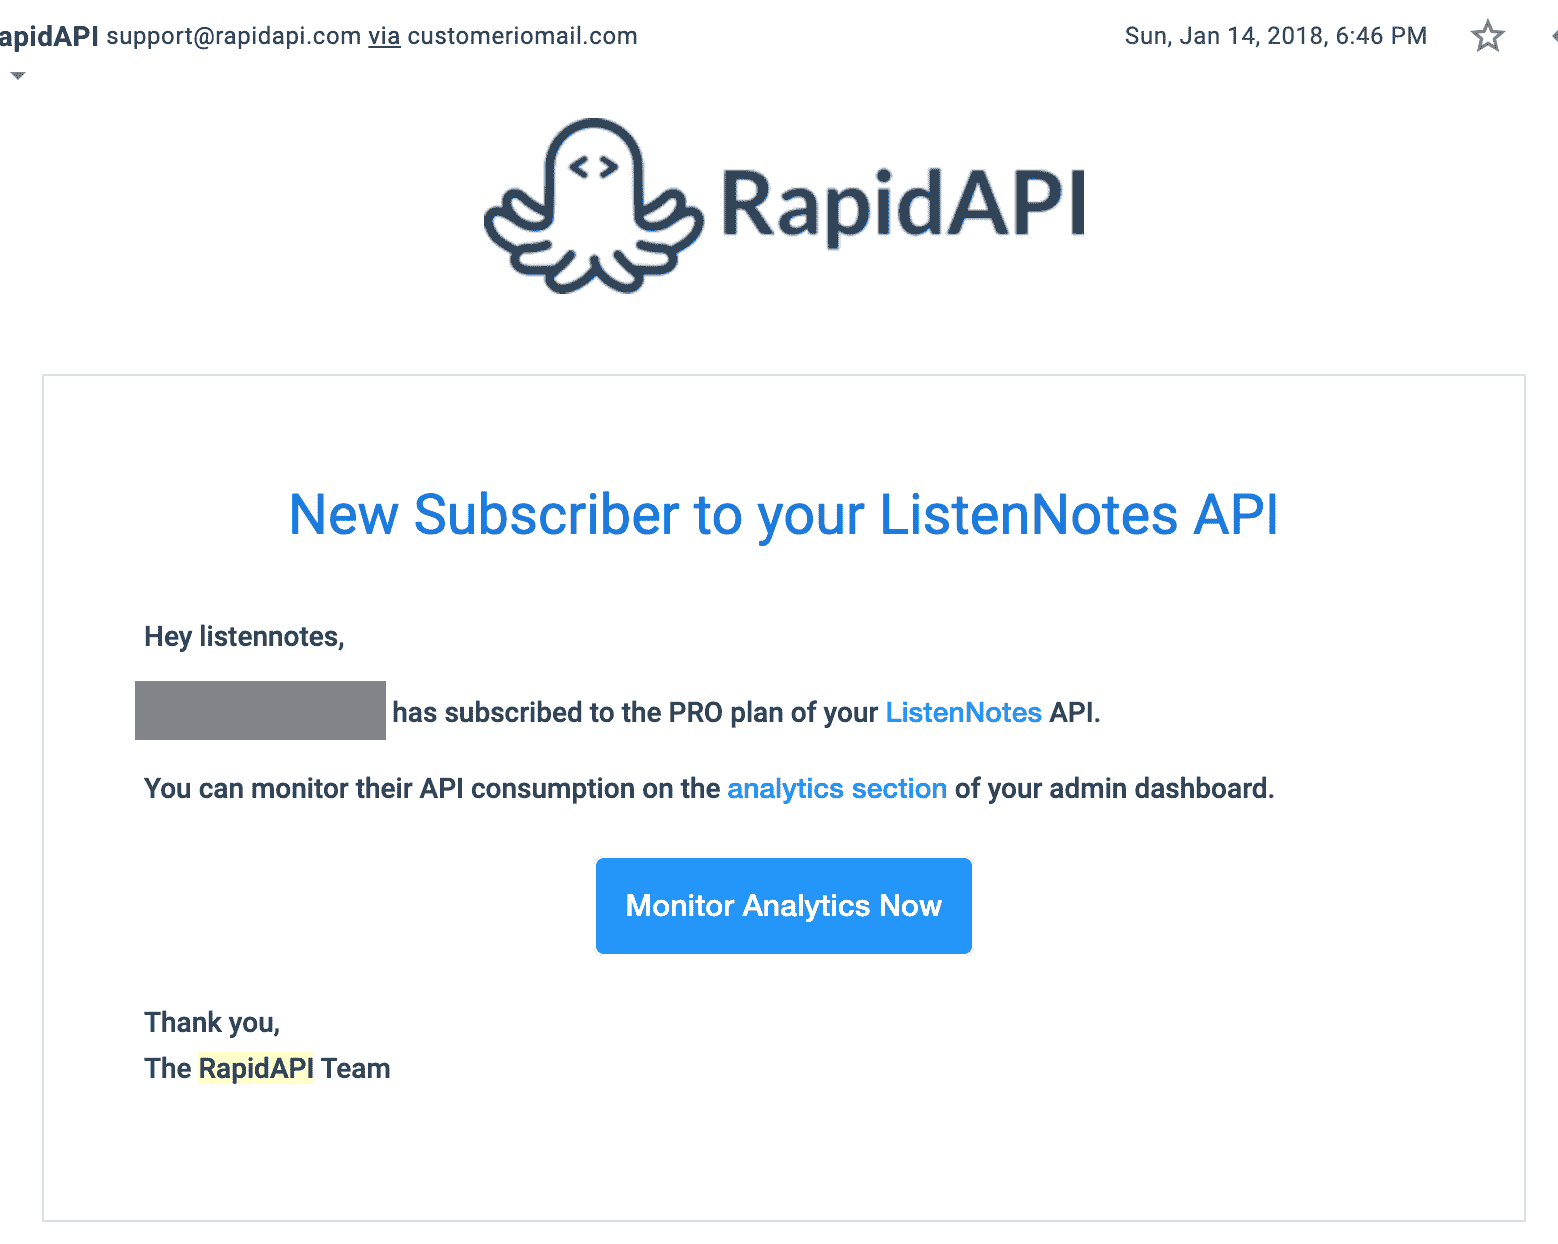 apidAPI support@rapidapi.com via customeriomail.com
Sun, Jan 14, 2018, 6:46 PM
RapidAPI
New Subscriber to your ListenNotes API
Hey listennotes,
has subscribed to the PRO plan of your ListenNotes API.
You can monitor their API consumption on the analytics section of your admin dashboard.
Monitor Analytics Now
Thank you,
The RapidAPI Team